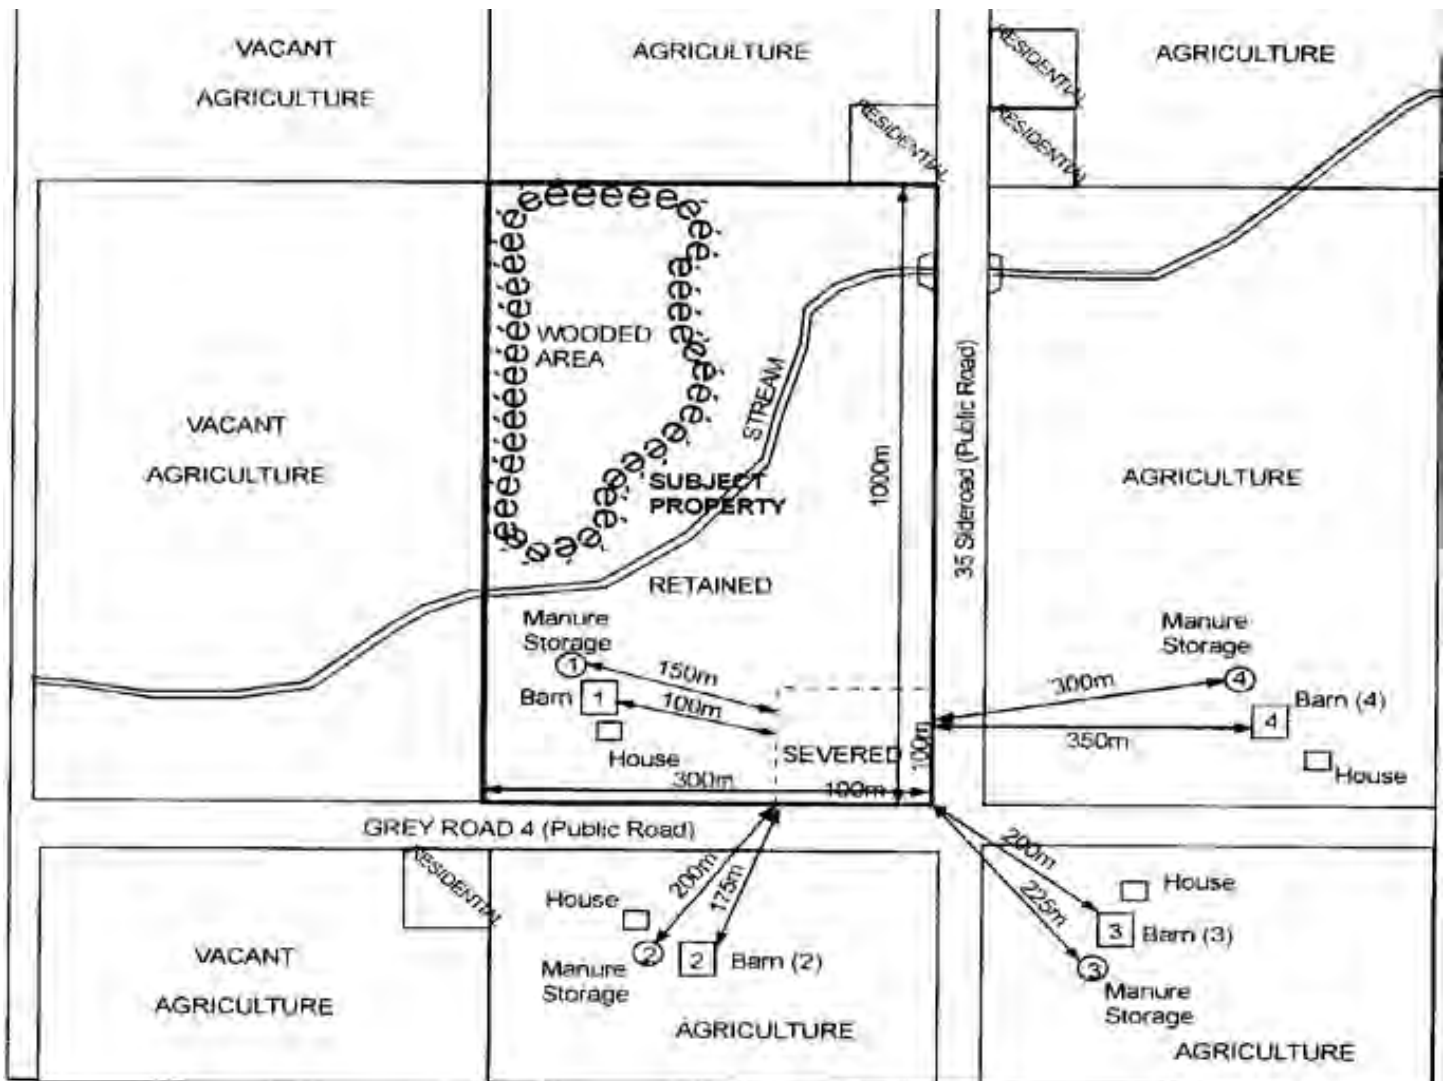 VACANT
AGRICULTURE
AGRICULTURE
RESIDENTIAL
AGRICULTURE
RESIDENTIAL
RESIDENTIAL
WOODED
AREA
STREAM
VACANT
AGRICULTURE
SUBJECT
PROPERTY
1000m
35 Sideroad (Public Road)
AGRICULTURE
RETAINED
Manure
Storage
1
150m
Barn
1
100m
House
SEVERED
100m
300m
100m
Manure
Storage
4
300m
Barn (4)
4
350m
House
GREY ROAD 4 (Public Road)
RESIDENTIAL
200m
175m
House
2
2
Barn (2)
Manure
Storage
200m
225m
House
3
Barn (3)
3
Manure
Storage
VACANT
AGRICULTURE
AGRICULTURE
AGRICULTURE